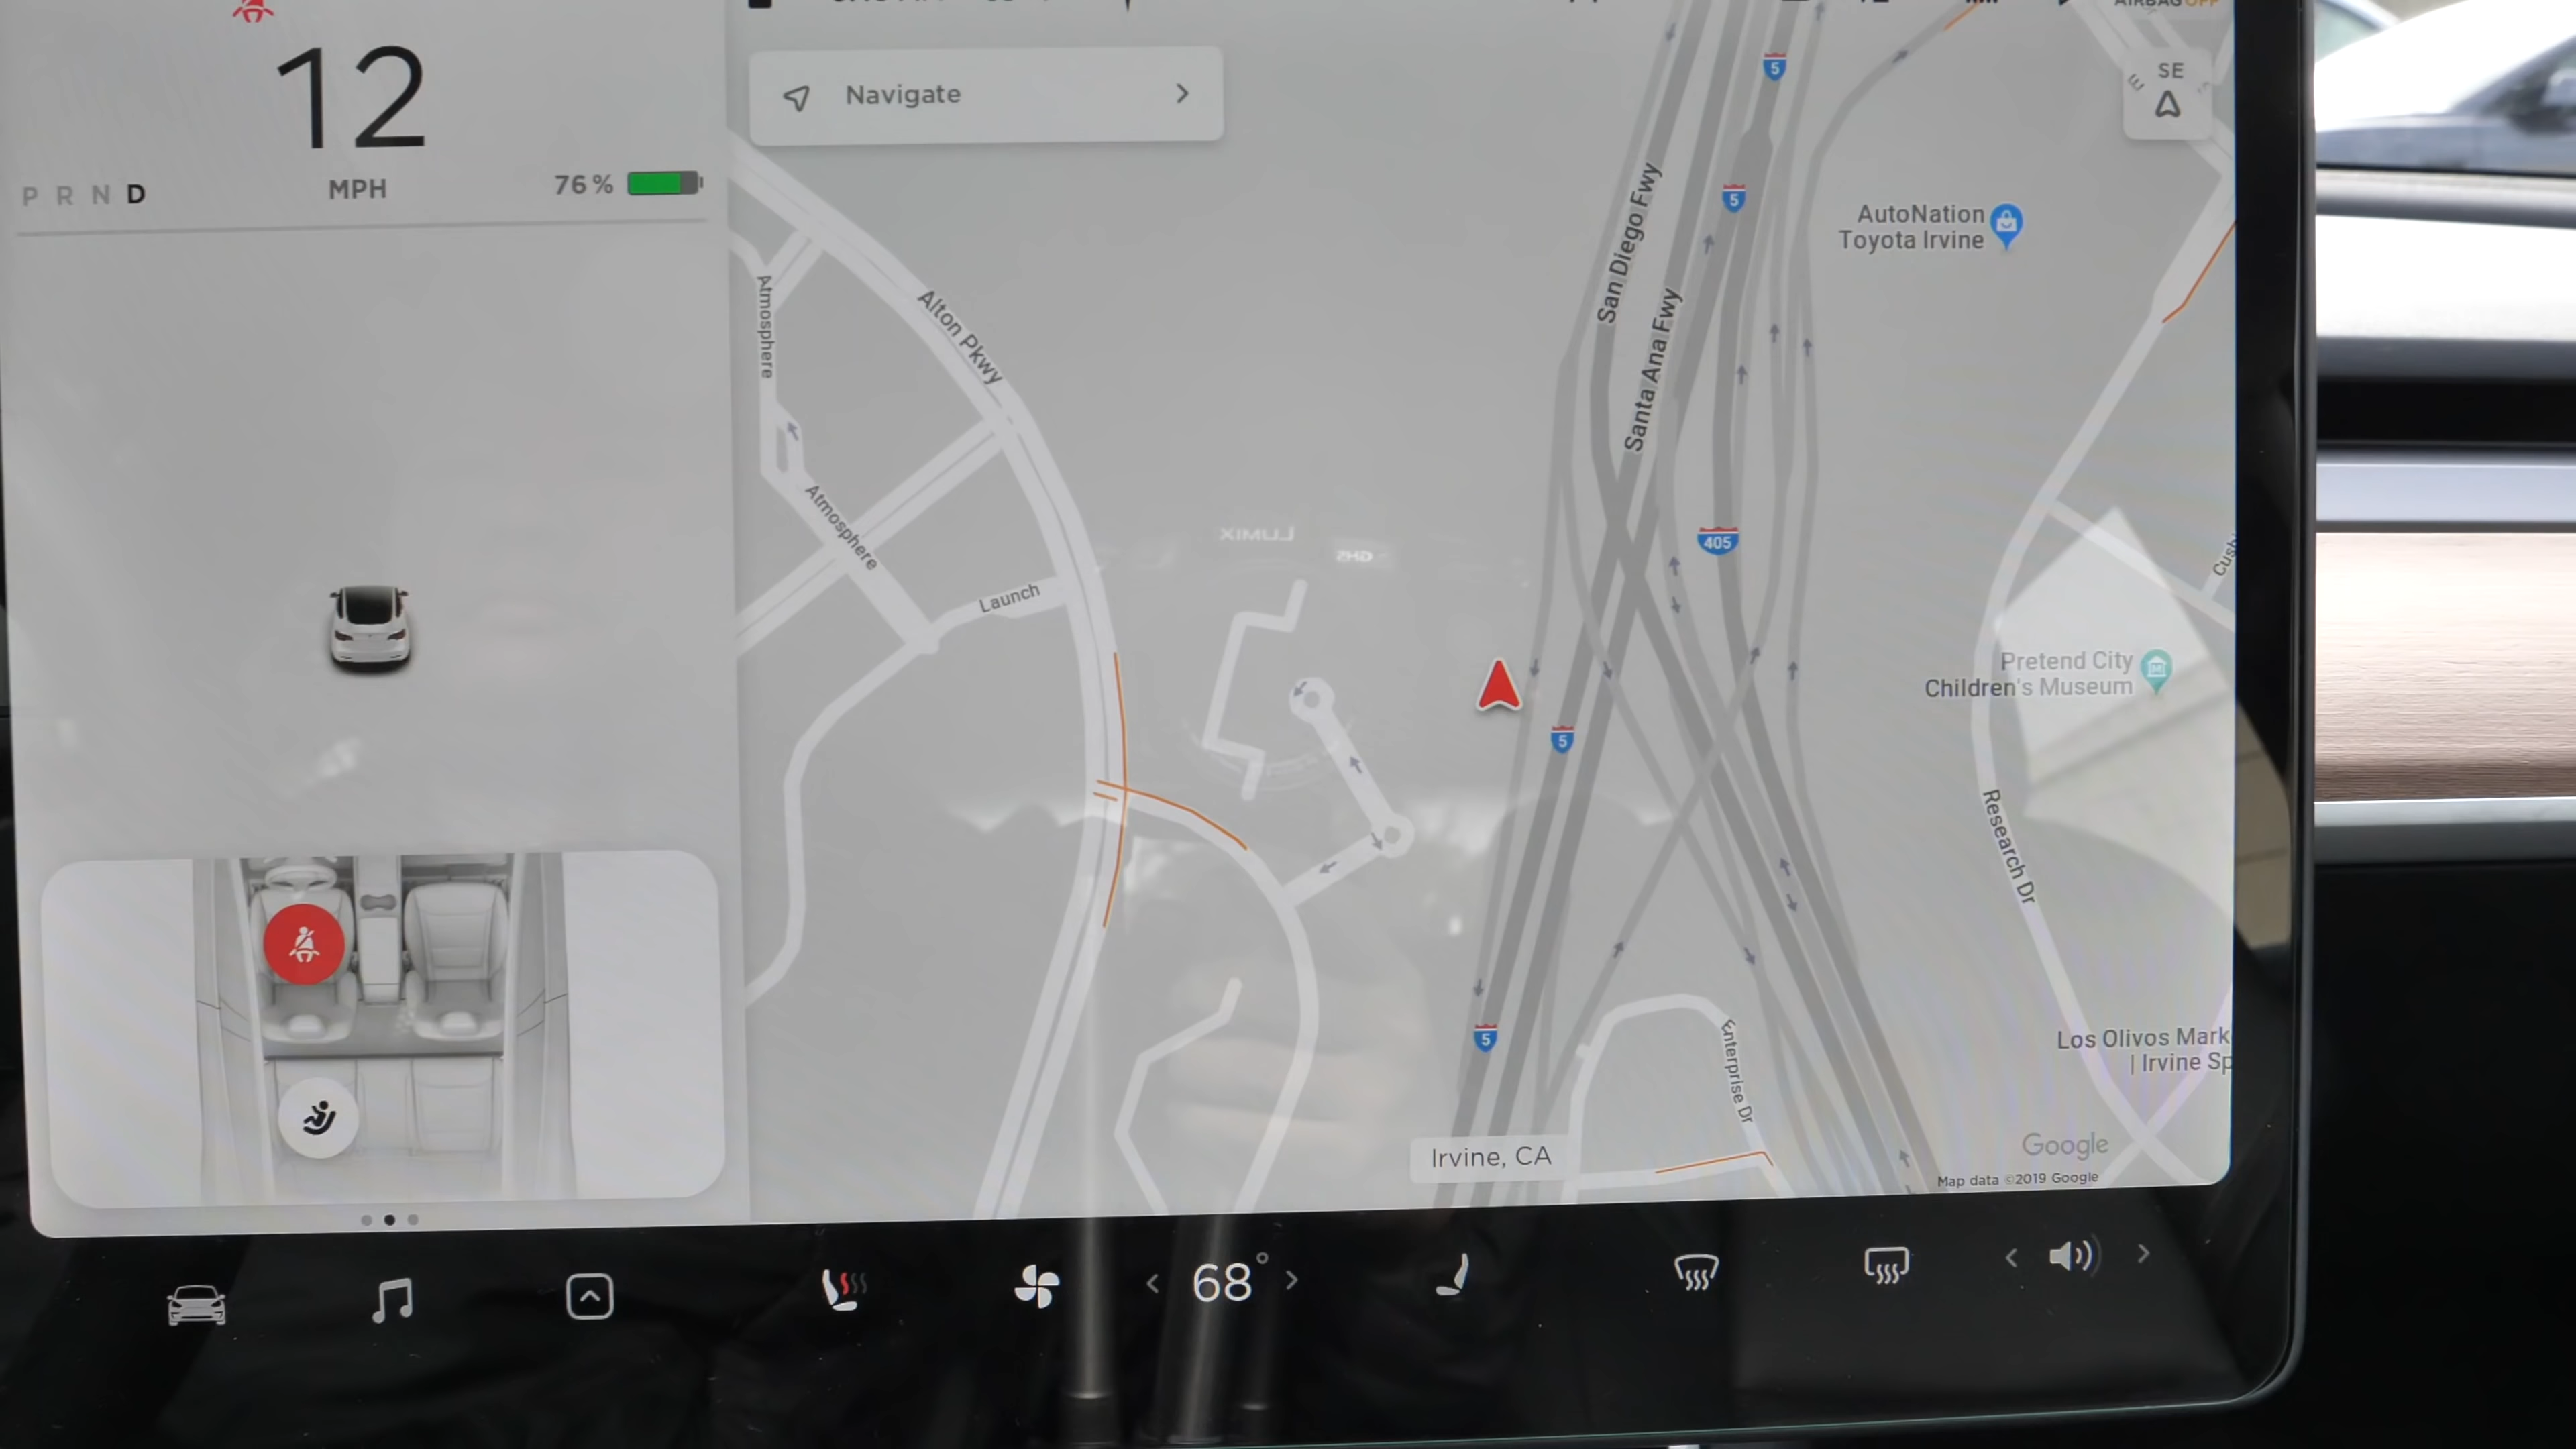 12
P R N D
MPH
76 %
Navigate
SE
5
5
San Diego Fwy
Santa Ana Fwy
AutoNation
Toyota Irvine
Alton Pkwy
Atmosphere
Atmosphere
Launch
LUMIX
GH5
405
Pretend City
Children's Museum
5
Research Dr
5
Enterprise Dr
Los Olivos Mark
| Irvine Sp
Irvine, CA
Google
Map data ©2019 Google
68°